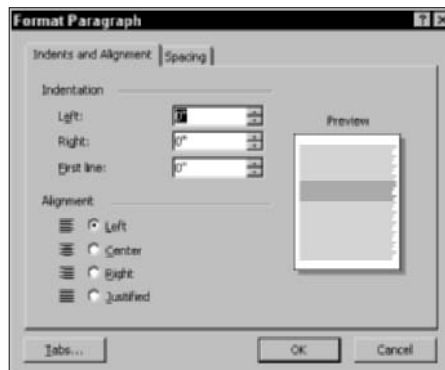 Format Paragraph
Indents and Alignment Spacing
Indentation
Left: 0"
Right: 0"
First line: 0"
Preview
Alignment
Left
Center
Right
Justified
Tabs... OK Cancel